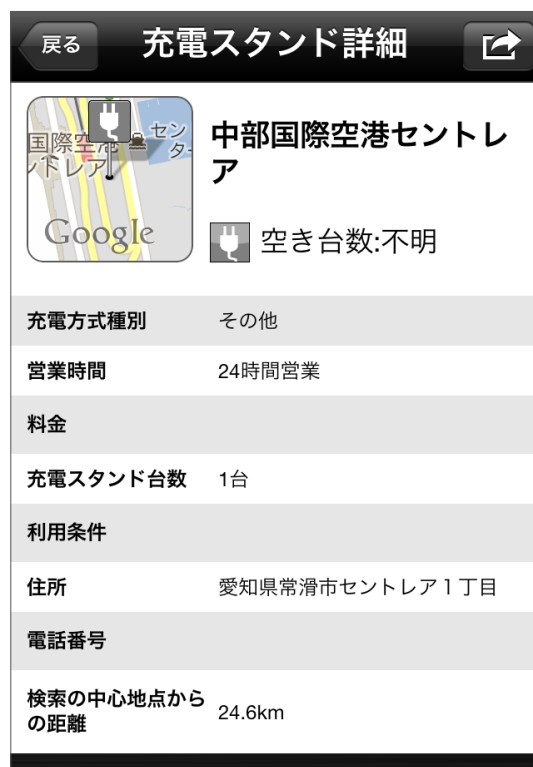 戻る 充電スタンド詳細
国際空港 セン
ントレア ター
Google
中部国際空港セントレ
ア
空き台数:不明
充電方式種別 その他
営業時間 24時間営業
料金
充電スタンド台数 1台
利用条件
住所 愛知県常滑市セントレア1丁目
電話番号
検索の中心地点から
の距離 24.6km